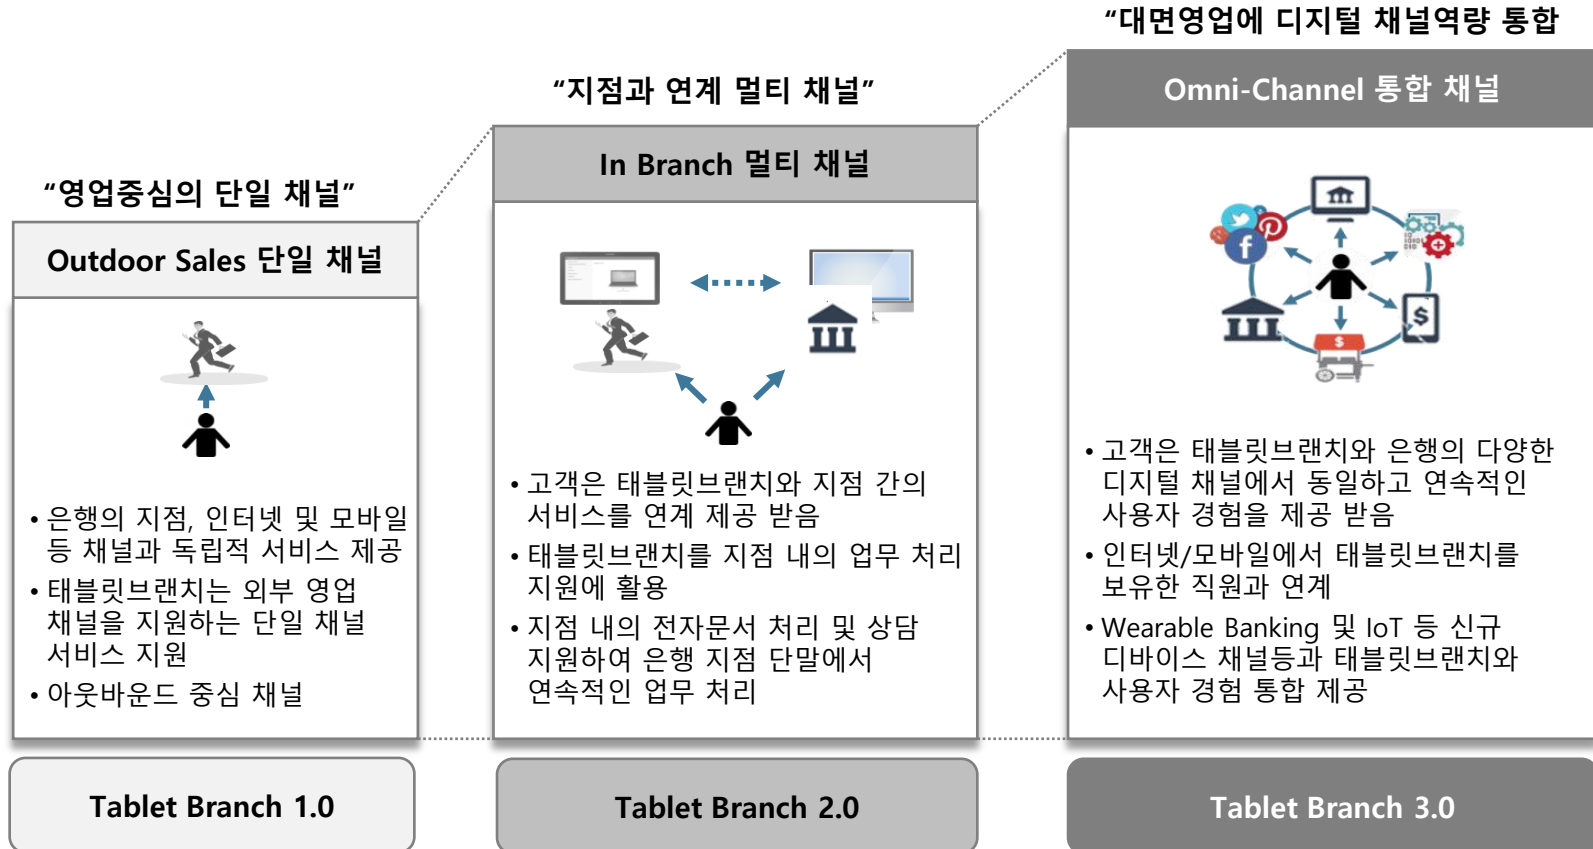 “영업중심의 단일 채널”
Outdoor Sales 단일 채널
• 은행의 지점, 인터넷 및 모바일
등 채널과 독립적 서비스 제공
• 태블릿브랜치는 외부 영업
채널을 지원하는 단일 채널
서비스 지원
• 아웃바운드 중심 채널
Tablet Branch 1.0
“지점과 연계 멀티 채널”
In Branch 멀티 채널
• 고객은 태블릿브랜치와 지점 간의
서비스를 연계 제공 받음
• 태블릿브랜치를 지점 내의 업무 처리
지원에 활용
• 지점 내의 전자문서 처리 및 상담
지원하여 은행 지점 단말에서
연속적인 업무 처리
Tablet Branch 2.0
“대면영업에 디지털 채널역량 통합
Omni-Channel 통합 채널
• 고객은 태블릿브랜치와 은행의 다양한
디지털 채널에서 동일하고 연속적인
사용자 경험을 제공 받음
• 인터넷/모바일에서 태블릿브랜치를
보유한 직원과 연계
• Wearable Banking 및 IoT 등 신규
디바이스 채널등과 태블릿브랜치와
사용자 경험 통합 제공
Tablet Branch 3.0